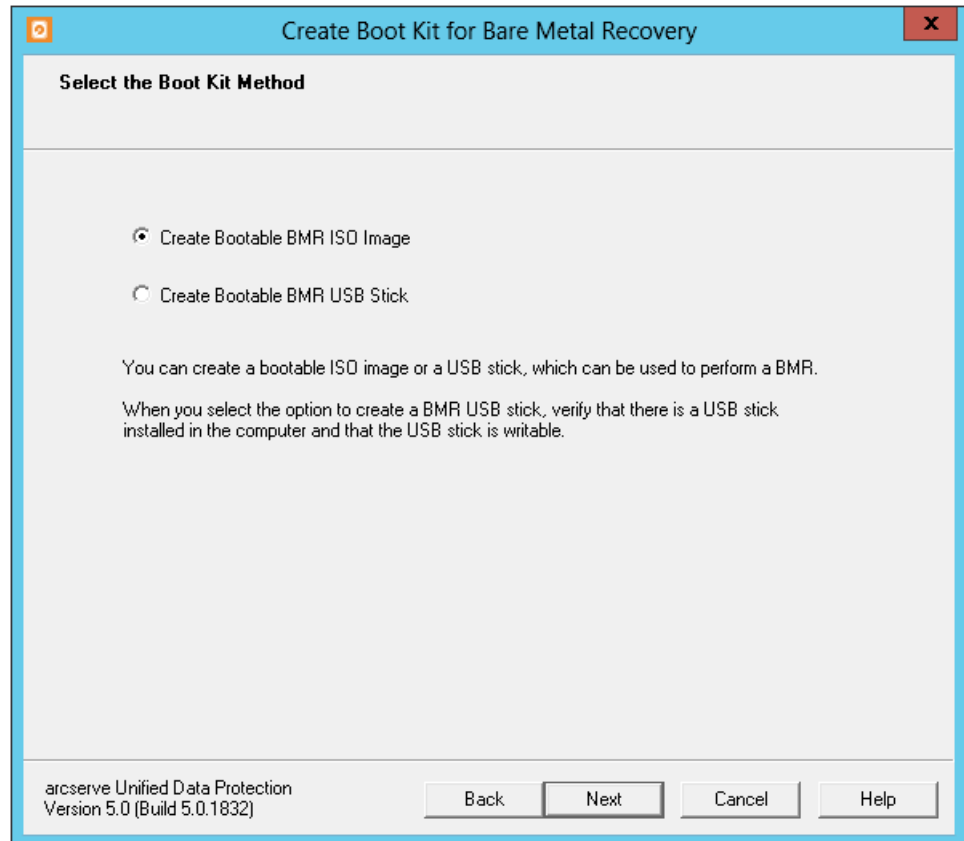 Create Boot Kit for Bare Metal Recovery
x
Select the Boot Kit Method
Create Bootable BMR ISO Image
Create Bootable BMR USB Stick
You can create a bootable ISO image or a USB stick, which can be used to perform a BMR.
When you select the option to create a BMR USB stick, verify that there is a USB stick
installed in the computer and that the USB stick is writable.
arcserve Unified Data Protection
Version 5.0 (Build 5.0.1832)
Back Next Cancel Help